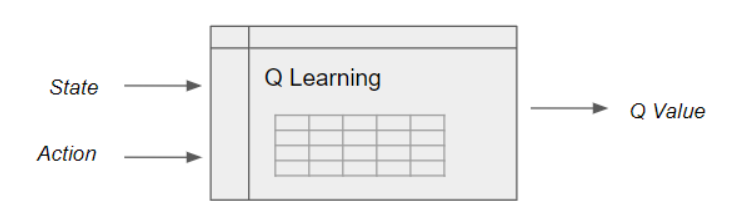 State
Action
Q Learning
Q Value